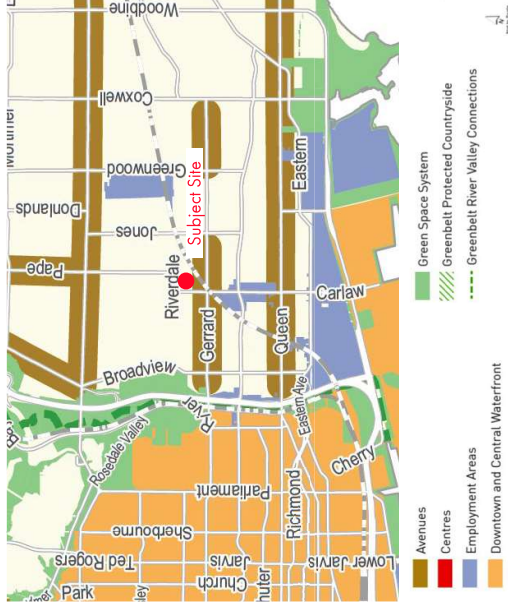 Woodbine
Coxwell
Mortimer
Greenwood
Donlands
Jones
Subject Site
Eastern
Pape
Riverdale
Gerrard
Queen
Carlaw
Broadview
River
Eastern Ave
Rosedale Valley
Parliament
Richmond
Cherry
Sherbourne
Ted Rogers
Jarvis
Lower Jarvis
Church
Park
Avenues
Centres
Employment Areas
Downtown and Central Waterfront
Green Space System
Greenbelt Protected Countryside
Greenbelt River Valley Connections